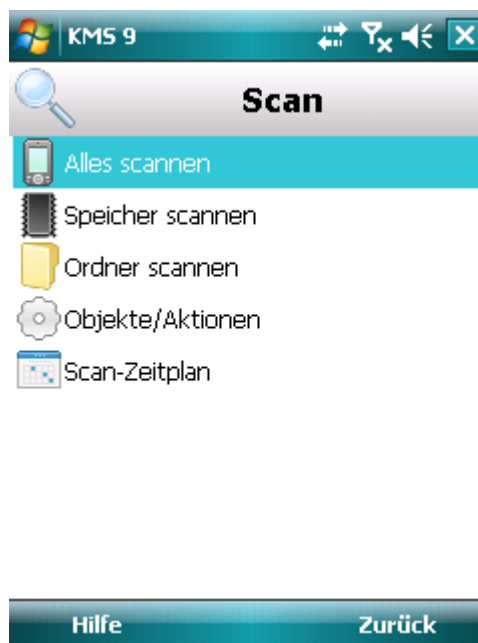 KMS 9
Scan
Alles scannen
Speicher scannen
Ordner scannen
Objekte/Aktionen
Scan-Zeitplan
Hilfe Zurück